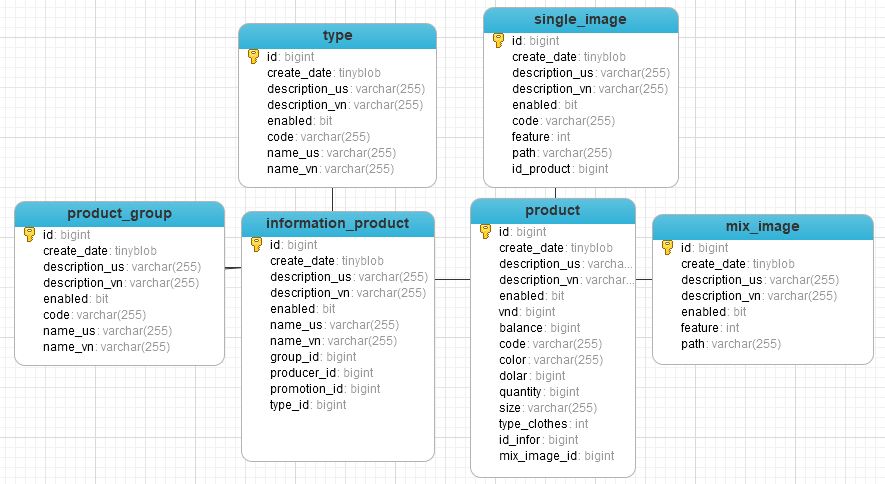 type
id: bigint
create_date: tinyblob
description_us: varchar(255)
description_vn: varchar(255)
enabled: bit
code: varchar(255)
name_us: varchar(255)
name_vn: varchar(255)
single_image
id: bigint
create_date: tinyblob
description_us: varchar(255)
description_vn: varchar(255)
enabled: bit
code: varchar(255)
feature: int
path: varchar(255)
id_product: bigint
product_group
id: bigint
create_date: tinyblob
description_us: varchar(255)
description_vn: varchar(255)
enabled: bit
code: varchar(255)
name_us: varchar(255)
name_vn: varchar(255)
information_product
id: bigint
create_date: tinyblob
description_us: varchar(255)
description_vn: varchar(255)
enabled: bit
name_us: varchar(255)
name_vn: varchar(255)
group_id: bigint
producer_id: bigint
promotion_id: bigint
type_id: bigint
product
id: bigint
create_date: tinyblob
description_us: varcha...
description_vn: varchar...
enabled: bit
vnd: bigint
balance: bigint
code: varchar(255)
color: varchar(255)
dolar: bigint
quantity: bigint
size: varchar(255)
type_clothes: int
id_infor: bigint
mix_image_id: bigint
mix_image
id: bigint
create_date: tinyblob
description_us: varchar(255)
description_vn: varchar(255)
enabled: bit
feature: int
path: varchar(255)